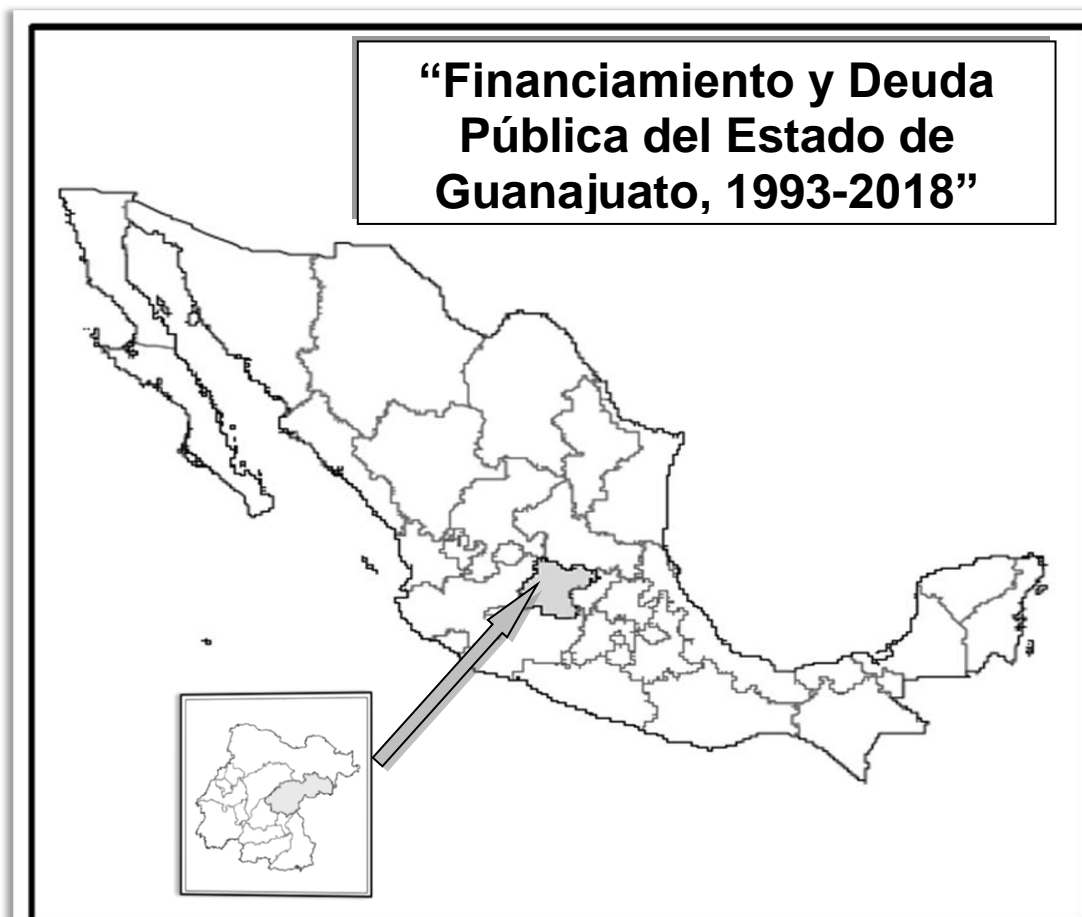 “Financiamiento y Deuda
Pública del Estado de
Guanajuato, 1993-2018”